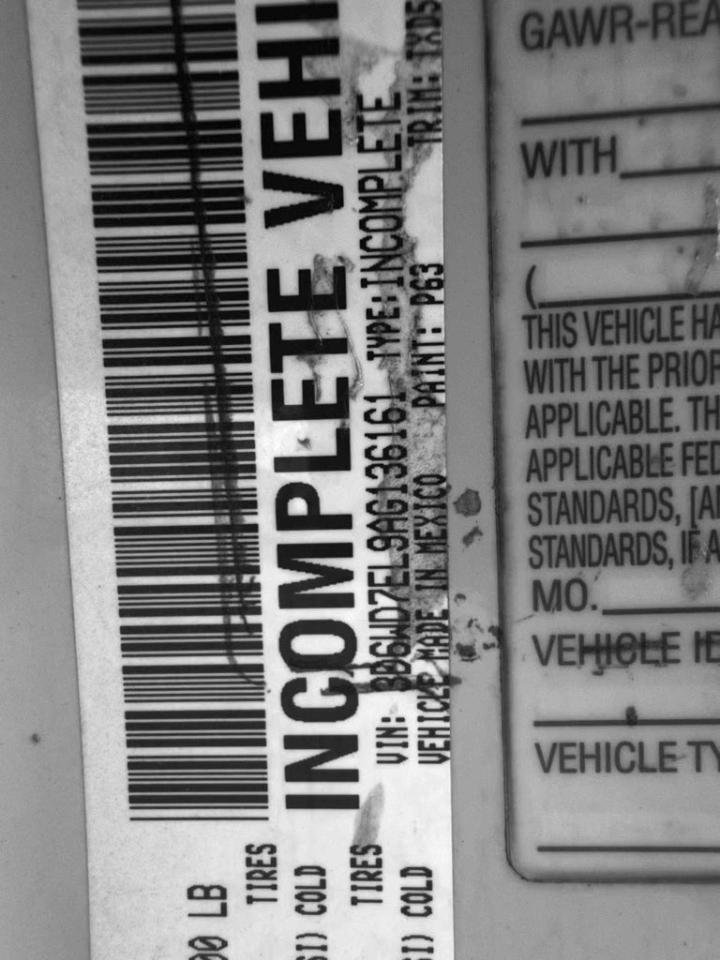 INCOMPLETE VEHI
VIN: 3D6WD7EL9AG136161 TYPE: INCOMPLETE
VEHICLE MADE IN MEXICO PAINT: PG3 TRIM: TXD5
00 LB
TIRES
SI) COLD
TIRES
SI) COLD
GAWR-REA
WITH
(
THIS VEHICLE HA
WITH THE PRIOR
APPLICABLE. TH
APPLICABLE FED
STANDARDS, [A
STANDARDS, IF A
MO.
VEHICLE IE
VEHICLE TY